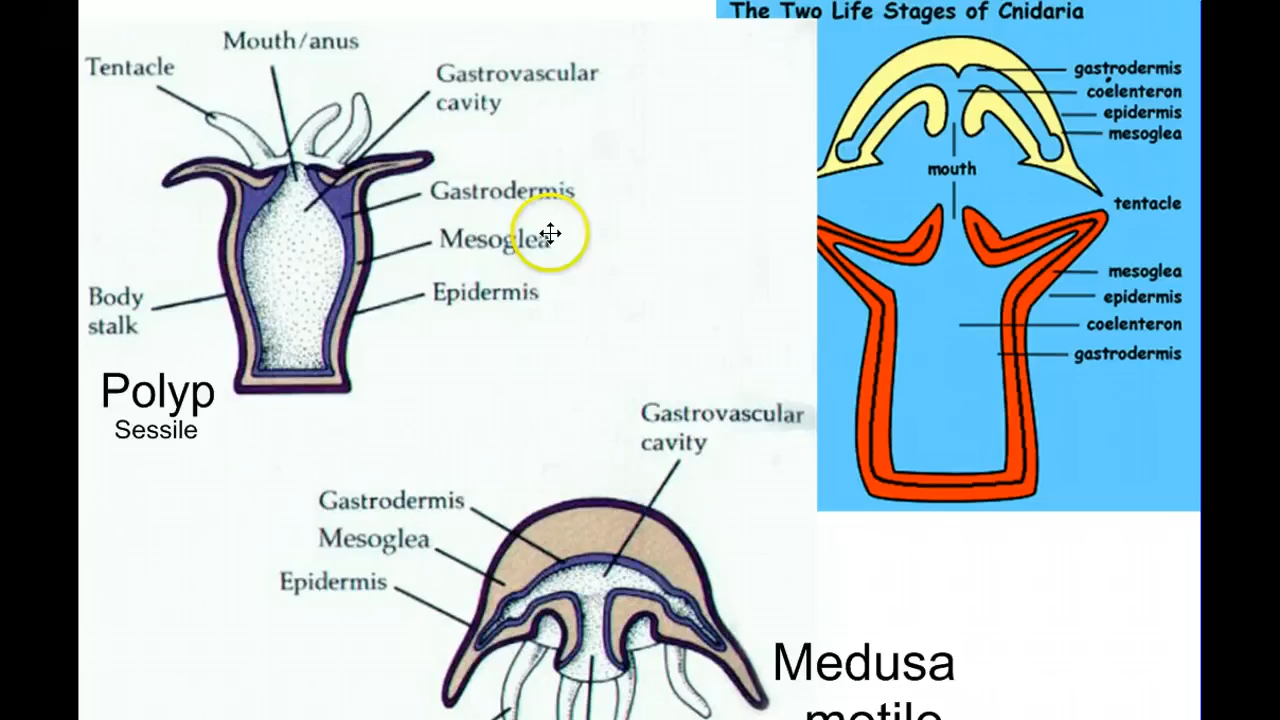 The Two Life Stages of Cnidaria
Mouth/anus
Tentacle
Gastrovascular
cavity
Gastrodermis
Mesoglea
Epidermis
Body
stalk
Polyp
Sessile
gastrodermis
coelenteron
epidermis
mesoglea
mouth
tentacle
mesoglea
epidermis
coelenteron
gastrodermis
Gastrovascular
cavity
Gastrodermis
Mesoglea
Epidermis
Medusa
motile